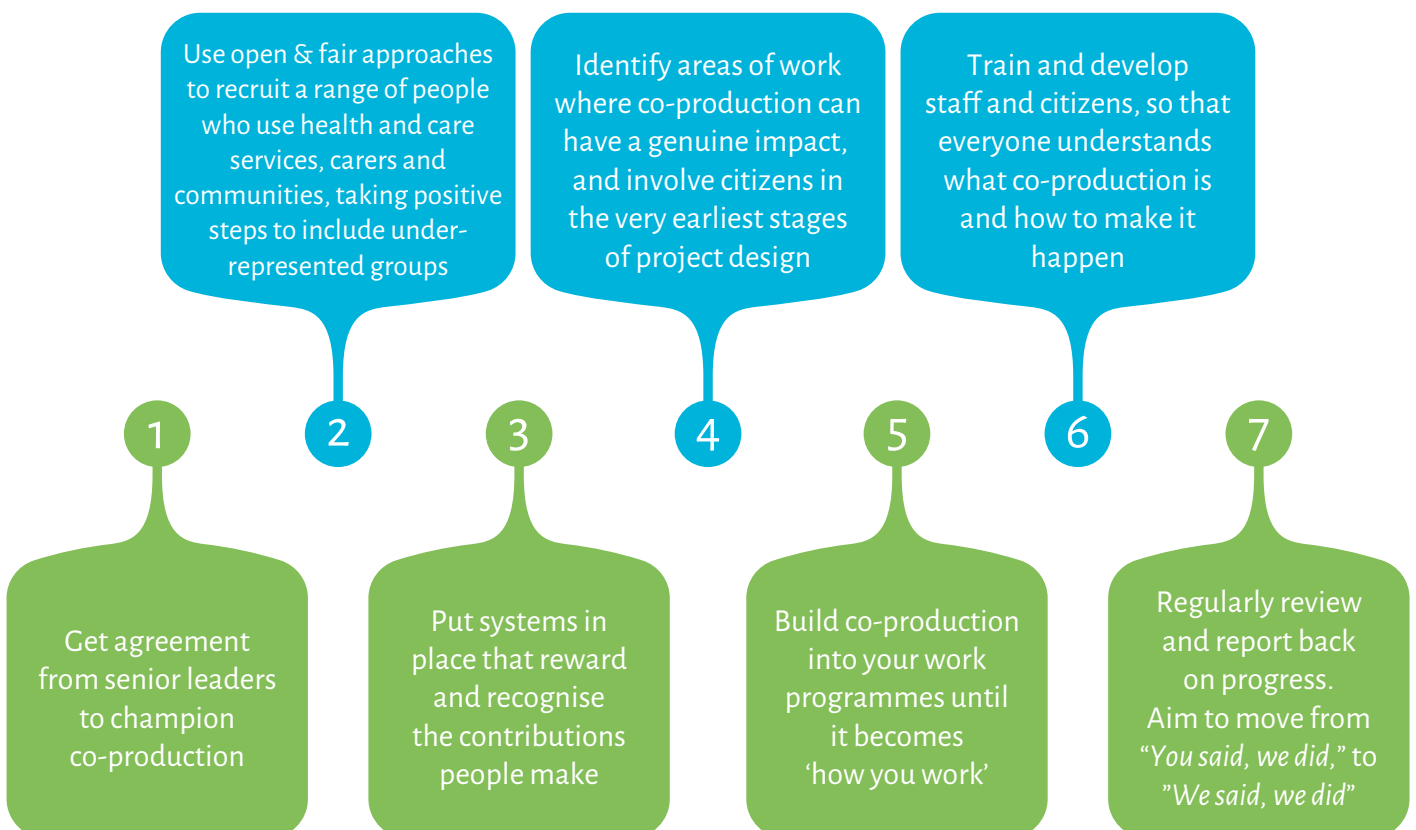 1
Get agreement
from senior leaders
to champion
co-production
2
Use open & fair approaches
to recruit a range of people
who use health and care
services, carers and
communities, taking positive
steps to include under-
represented groups
3
Put systems in
place that reward
and recognise
the contributions
people make
4
Identify areas of work
where co-production can
have a genuine impact,
and involve citizens in
the very earliest stages
of project design
5
Build co-production
into your work
programmes until
it becomes
‘how you work’
6
Train and develop
staff and citizens, so that
everyone understands
what co-production is
and how to make it
happen
7
Regularly review
and report back
on progress.
Aim to move from
“You said, we did,” to
”We said, we did”